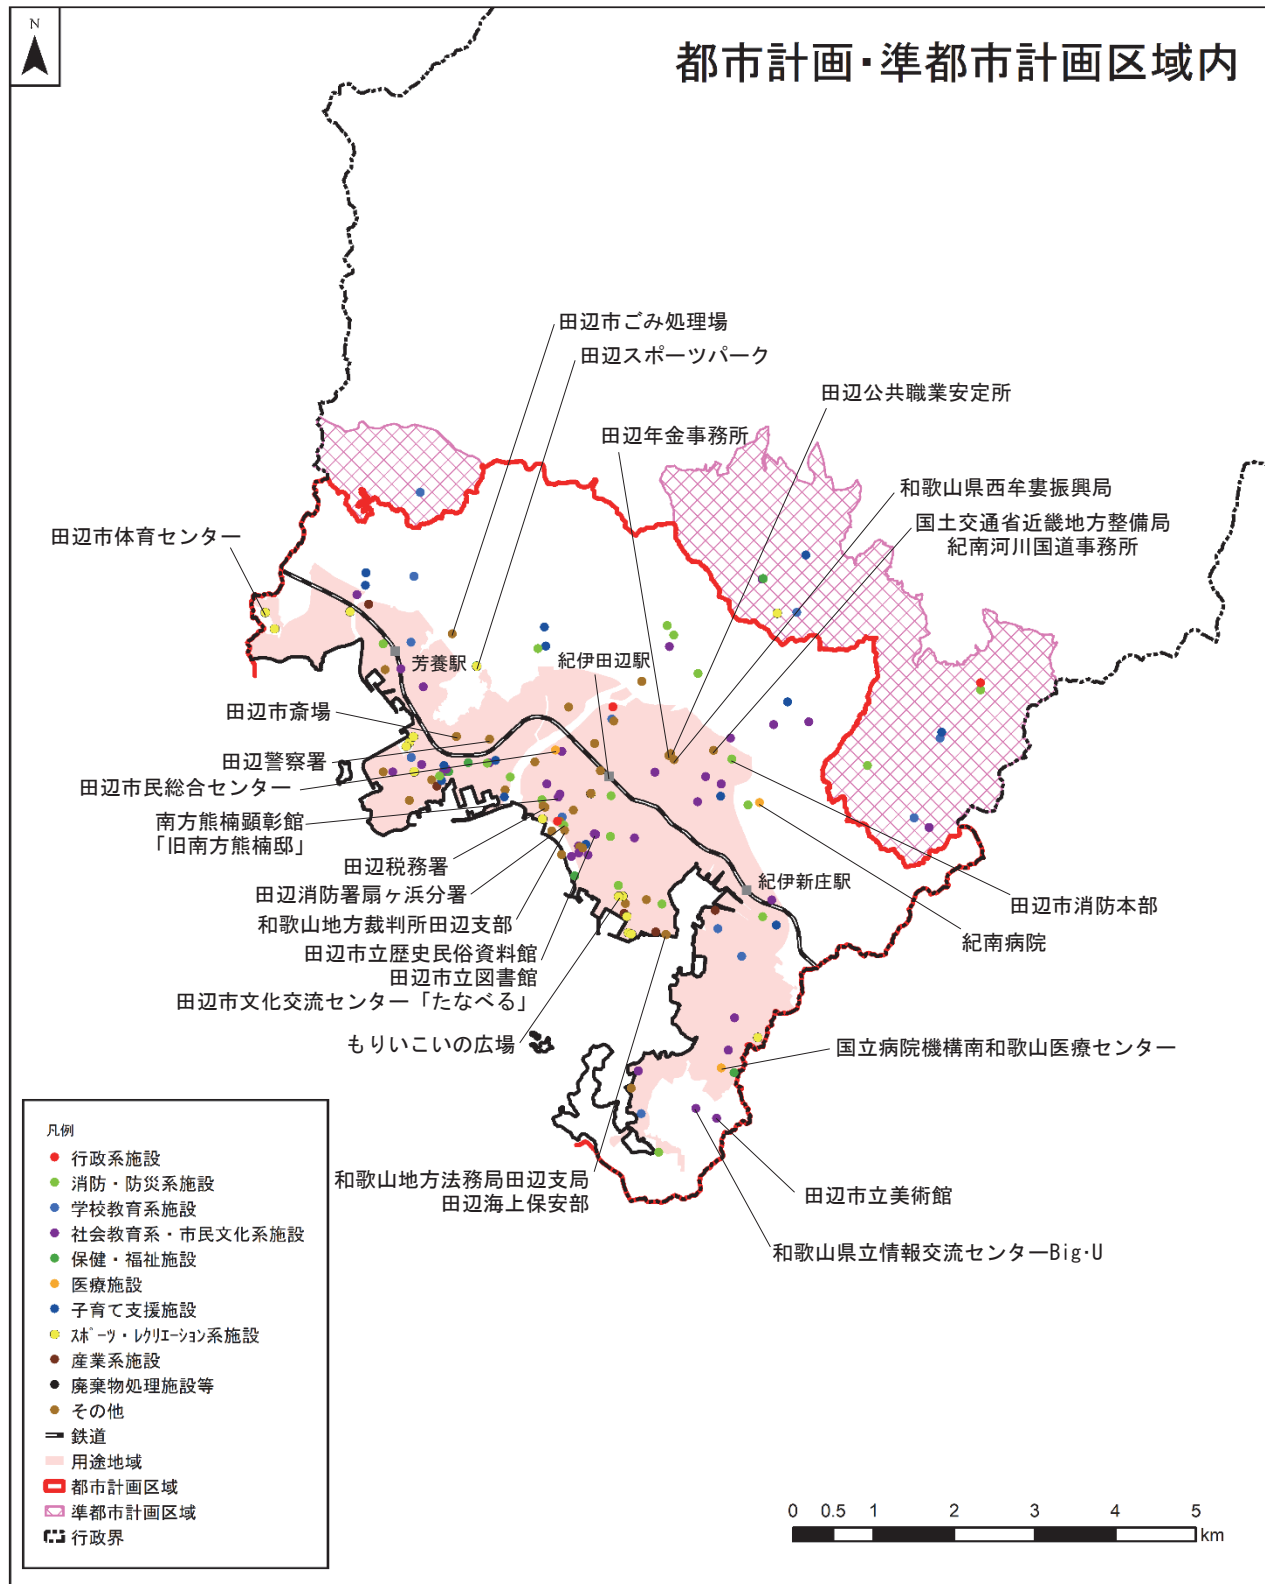 N
都市計画・準都市計画区域内
田辺市ごみ処理場
田辺スポーツパーク
田辺公共職業安定所
田辺年金事務所
和歌山県西牟婁振興局
国土交通省近畿地方整備局
紀南河川国道事務所
田辺市体育センター
芳養駅
紀伊田辺駅
田辺市斎場
田辺警察署
田辺市民総合センター
南方熊楠顕彰館
「旧南方熊楠邸」
田辺税務署
田辺消防署扇ヶ浜分署
和歌山地方裁判所田辺支部
田辺市立歴史民俗資料館
田辺市立図書館
田辺市文化交流センター「たなべる」
もりいこいの広場
紀伊新庄駅
田辺市消防本部
紀南病院
国立病院機構南和歌山医療センター
和歌山地方法務局田辺支局
田辺海上保安部
田辺市立美術館
和歌山県立情報交流センターBig・U
凡例
行政系施設
消防・防災系施設
学校教育系施設
社会教育系・市民文化系施設
保健・福祉施設
医療施設
子育て支援施設
ｽﾎﾟｰﾂ・ﾚｸﾘｴｰｼｮﾝ系施設
産業系施設
廃棄物処理施設等
その他
鉄道
用途地域
都市計画区域
準都市計画区域
行政界
0 0.5 1 2 3 4 5
km